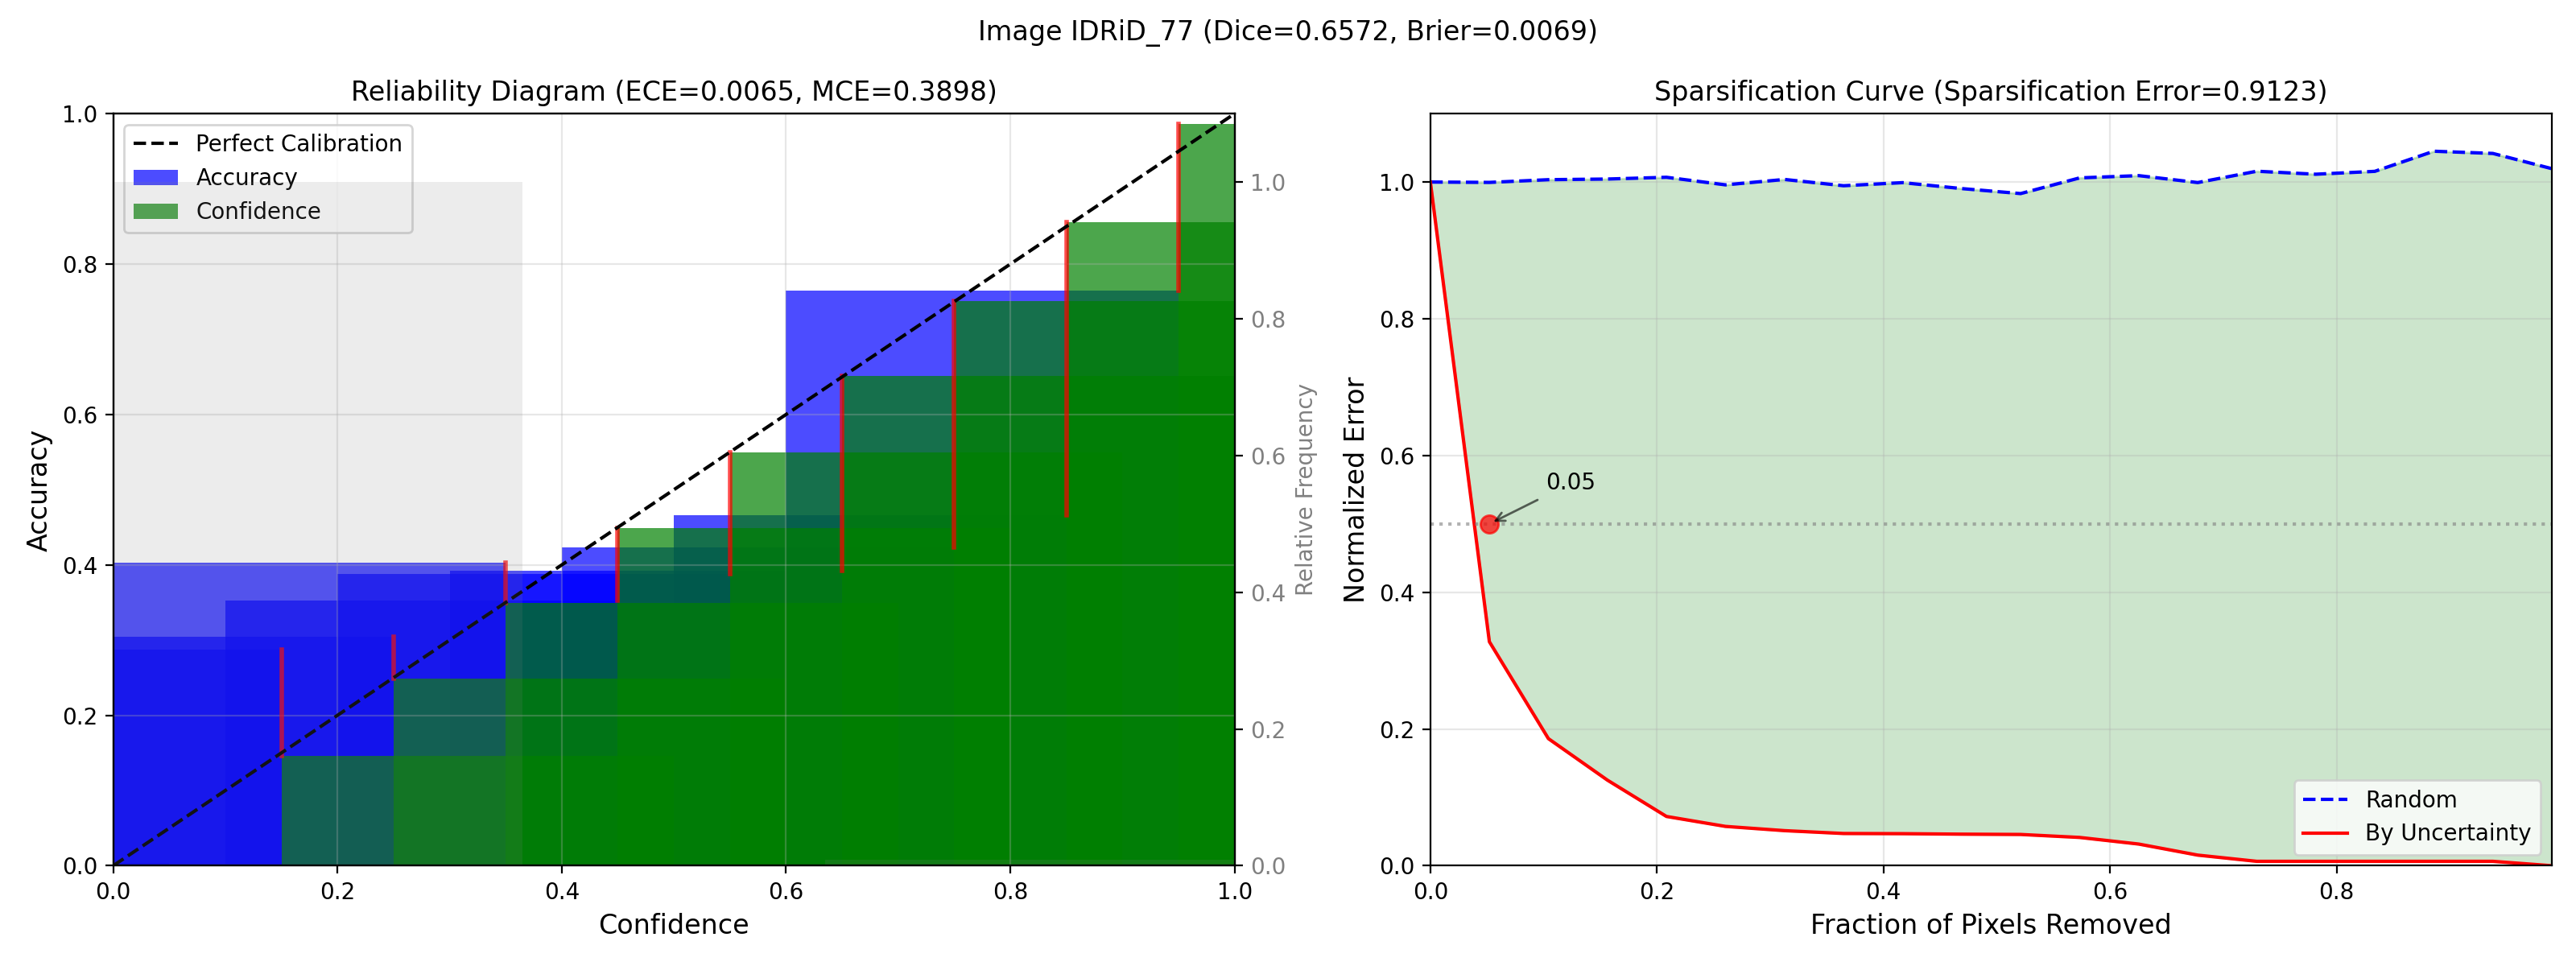 Image IDRiD_77 (Dice=0.6572, Brier=0.0069)
Reliability Diagram (ECE=0.0065, MCE=0.3898)
Perfect Calibration
Accuracy
Confidence
1.0
0.8
0.6
0.4
0.2
0.0
Accuracy
0.0
0.2
0.4
0.6
0.8
1.0
Confidence
1.0
0.8
0.6
0.4
0.2
0.0
Relative Frequency
Sparsification Curve (Sparsification Error=0.9123)
1.0
0.8
0.6
0.4
0.2
0.0
Normalized Error
0.05
Random
By Uncertainty
0.0
0.2
0.4
0.6
0.8
Fraction of Pixels Removed